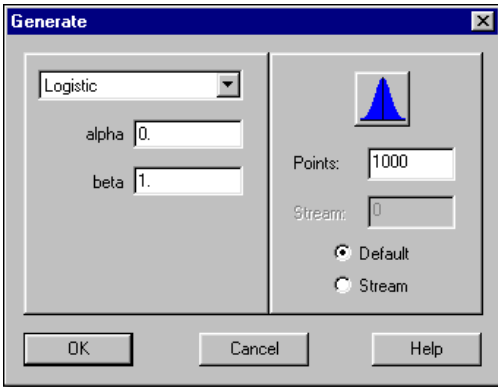 Generate
Logistic
alpha 0.
beta 1.
Points: 1000
Stream: 0
Default
Stream
OK
Cancel
Help